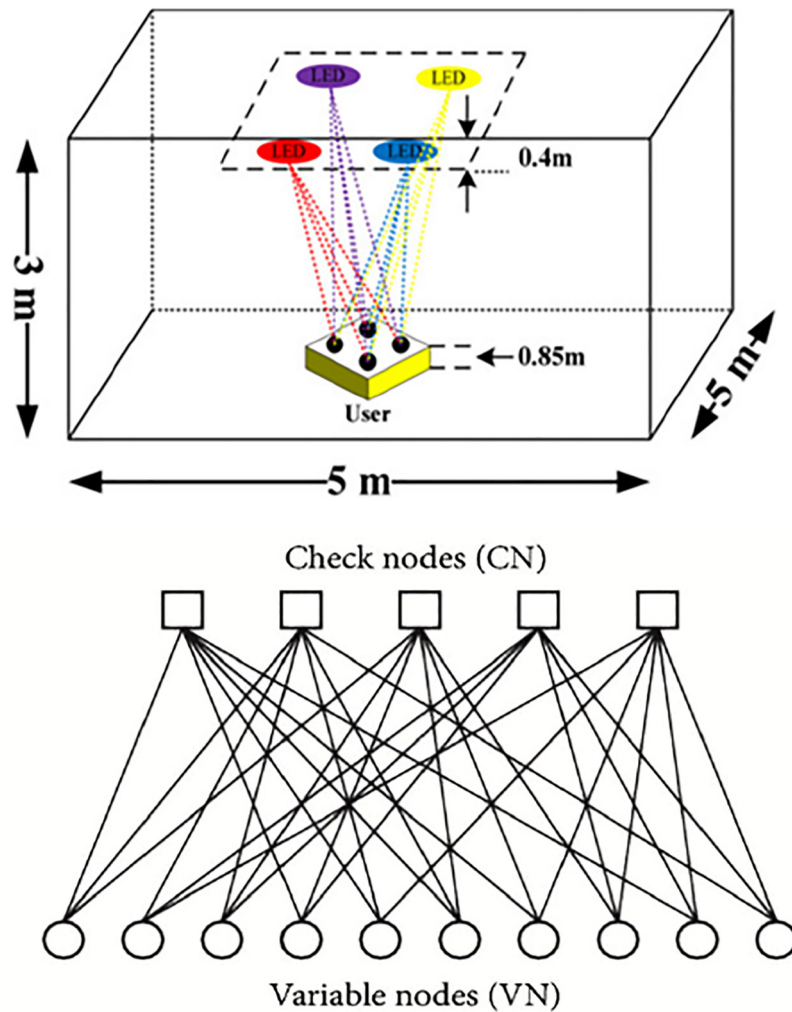 LED
LED
LED
LED
0.4m
3 m
0.85m
5 m
User
5 m
Check nodes (CN)
Variable nodes (VN)